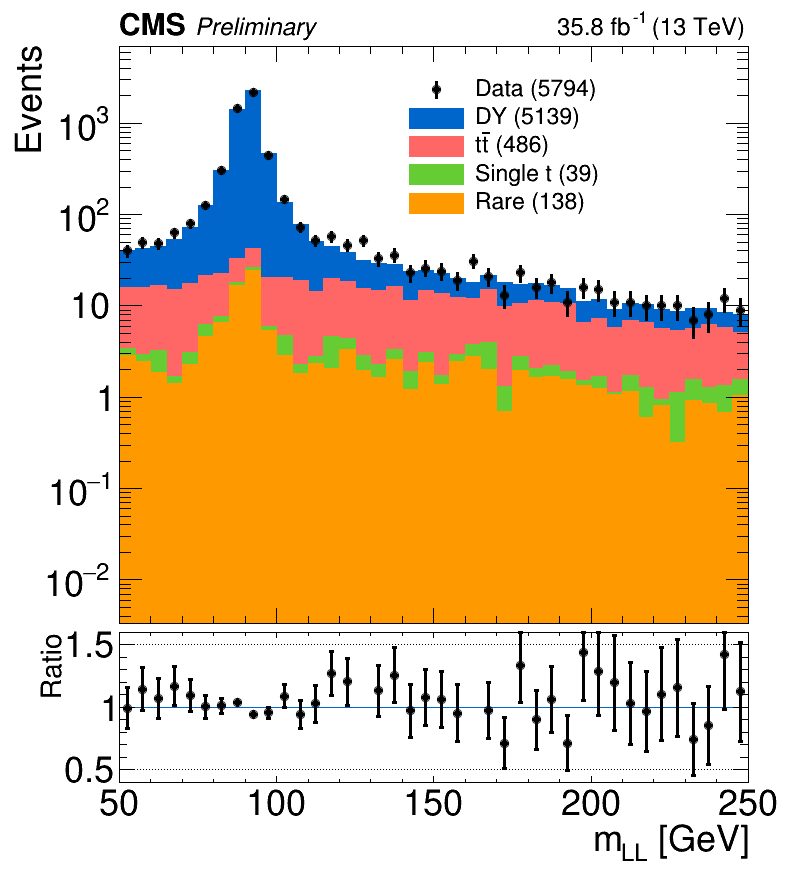 CMS Preliminary 35.8 fb⁻¹ (13 TeV)
Events
Data (5794)
DY (5139)
tt̄ (486)
Single t (39)
Rare (138)
10³
10²
10
1
10⁻¹
10⁻²
Ratio
1.5
1
0.5
50 100 150 200 250
m_LL [GeV]